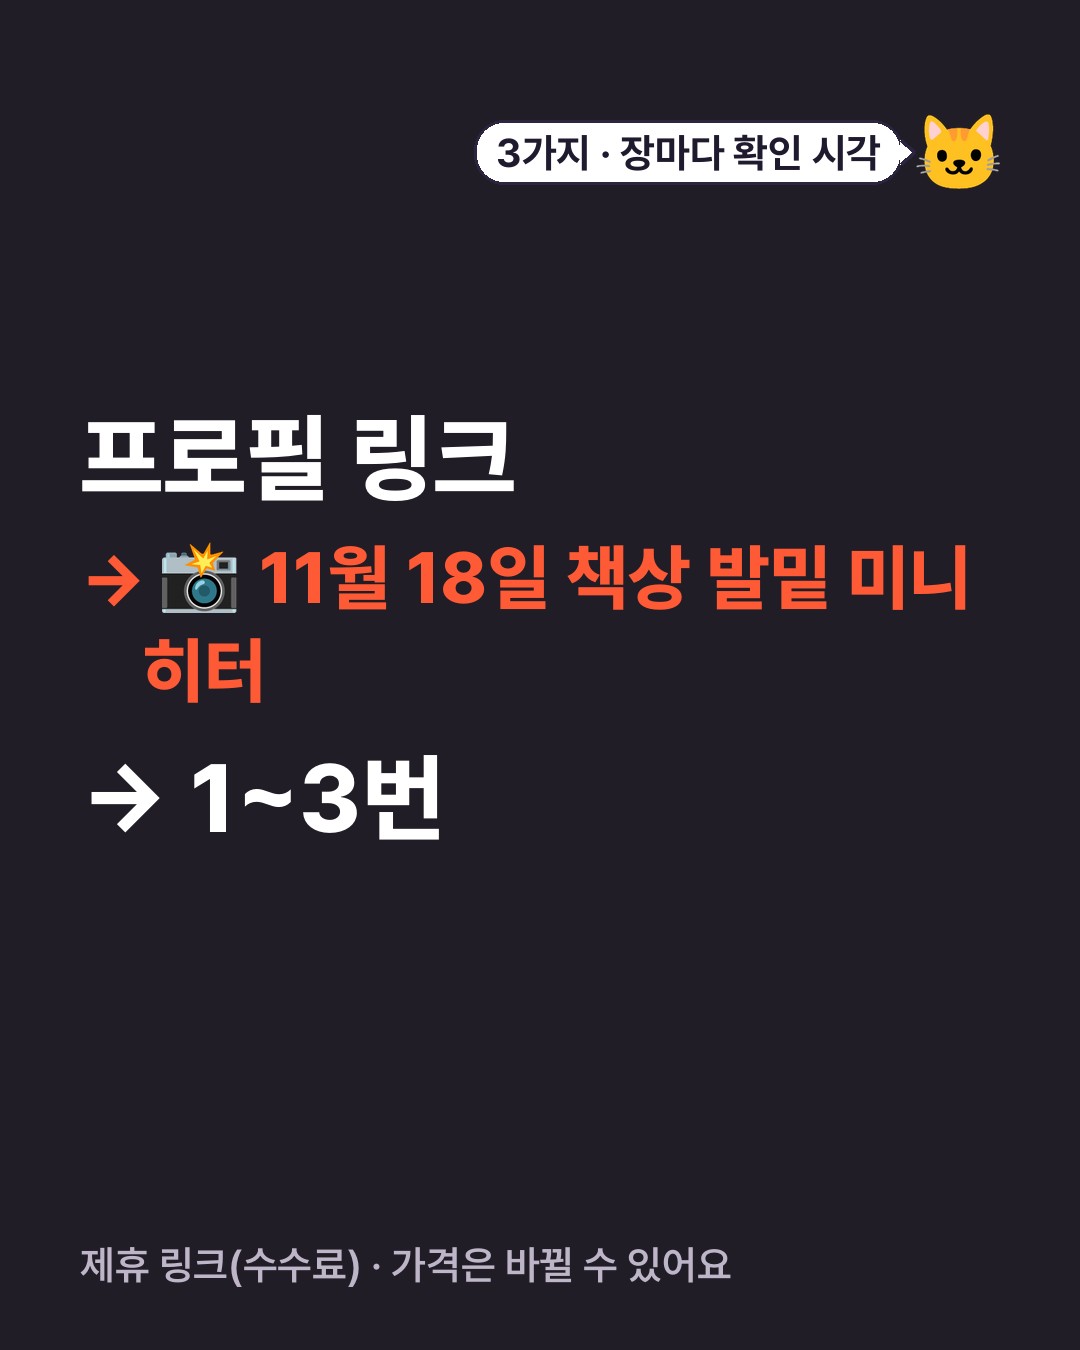 3가지 · 장마다 확인 시각
프로필 링크
→ 📸 11월 18일 책상 발밑 미니
히터
→ 1~3번
제휴 링크(수수료) · 가격은 바뀔 수 있어요